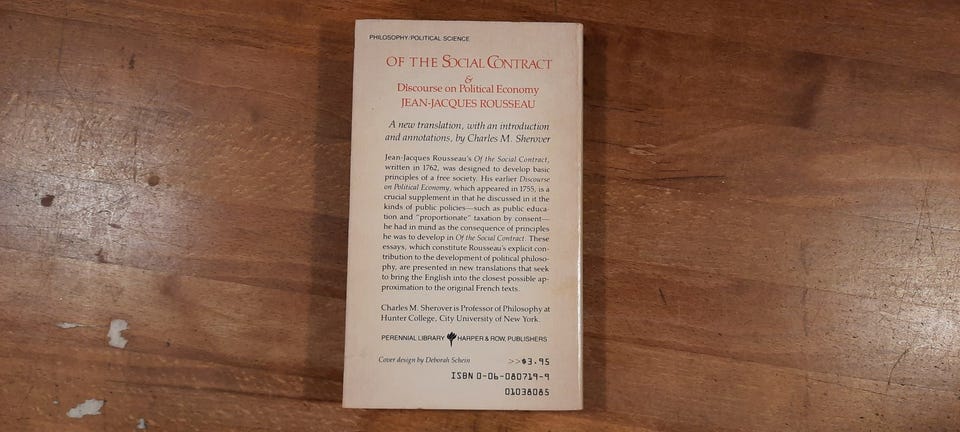 PHILOSOPHY/POLITICAL SCIENCE
OF THE SOCIAL CONTRACT
&
Discourse on Political Economy
JEAN-JACQUES ROUSSEAU
A new translation, with an introduction
and annotations, by Charles M. Sherover
Jean-Jacques Rousseau's Of the Social Contract,
written in 1762, was designed to develop basic
principles of a free society. His earlier Discourse
on Political Economy, which appeared in 1755, is a
crucial supplement in that he discussed in it the
kinds of public policies—such as public educa-
tion and "proportionate" taxation by consent—
he had in mind as the consequence of principles
he was to develop in Of the Social Contract. These
essays, which constitute Rousseau's explicit con-
tribution to the development of political philoso-
phy, are presented in new translations that seek
to bring the English into the closest possible ap-
proximation to the original French texts.
Charles M. Sherover is Professor of Philosophy at
Hunter College, City University of New York.
PERENNIAL LIBRARY HARPER & ROW, PUBLISHERS
Cover design by Deborah Schein
>>$3.95
ISBN 0-06-080719-9
01038085